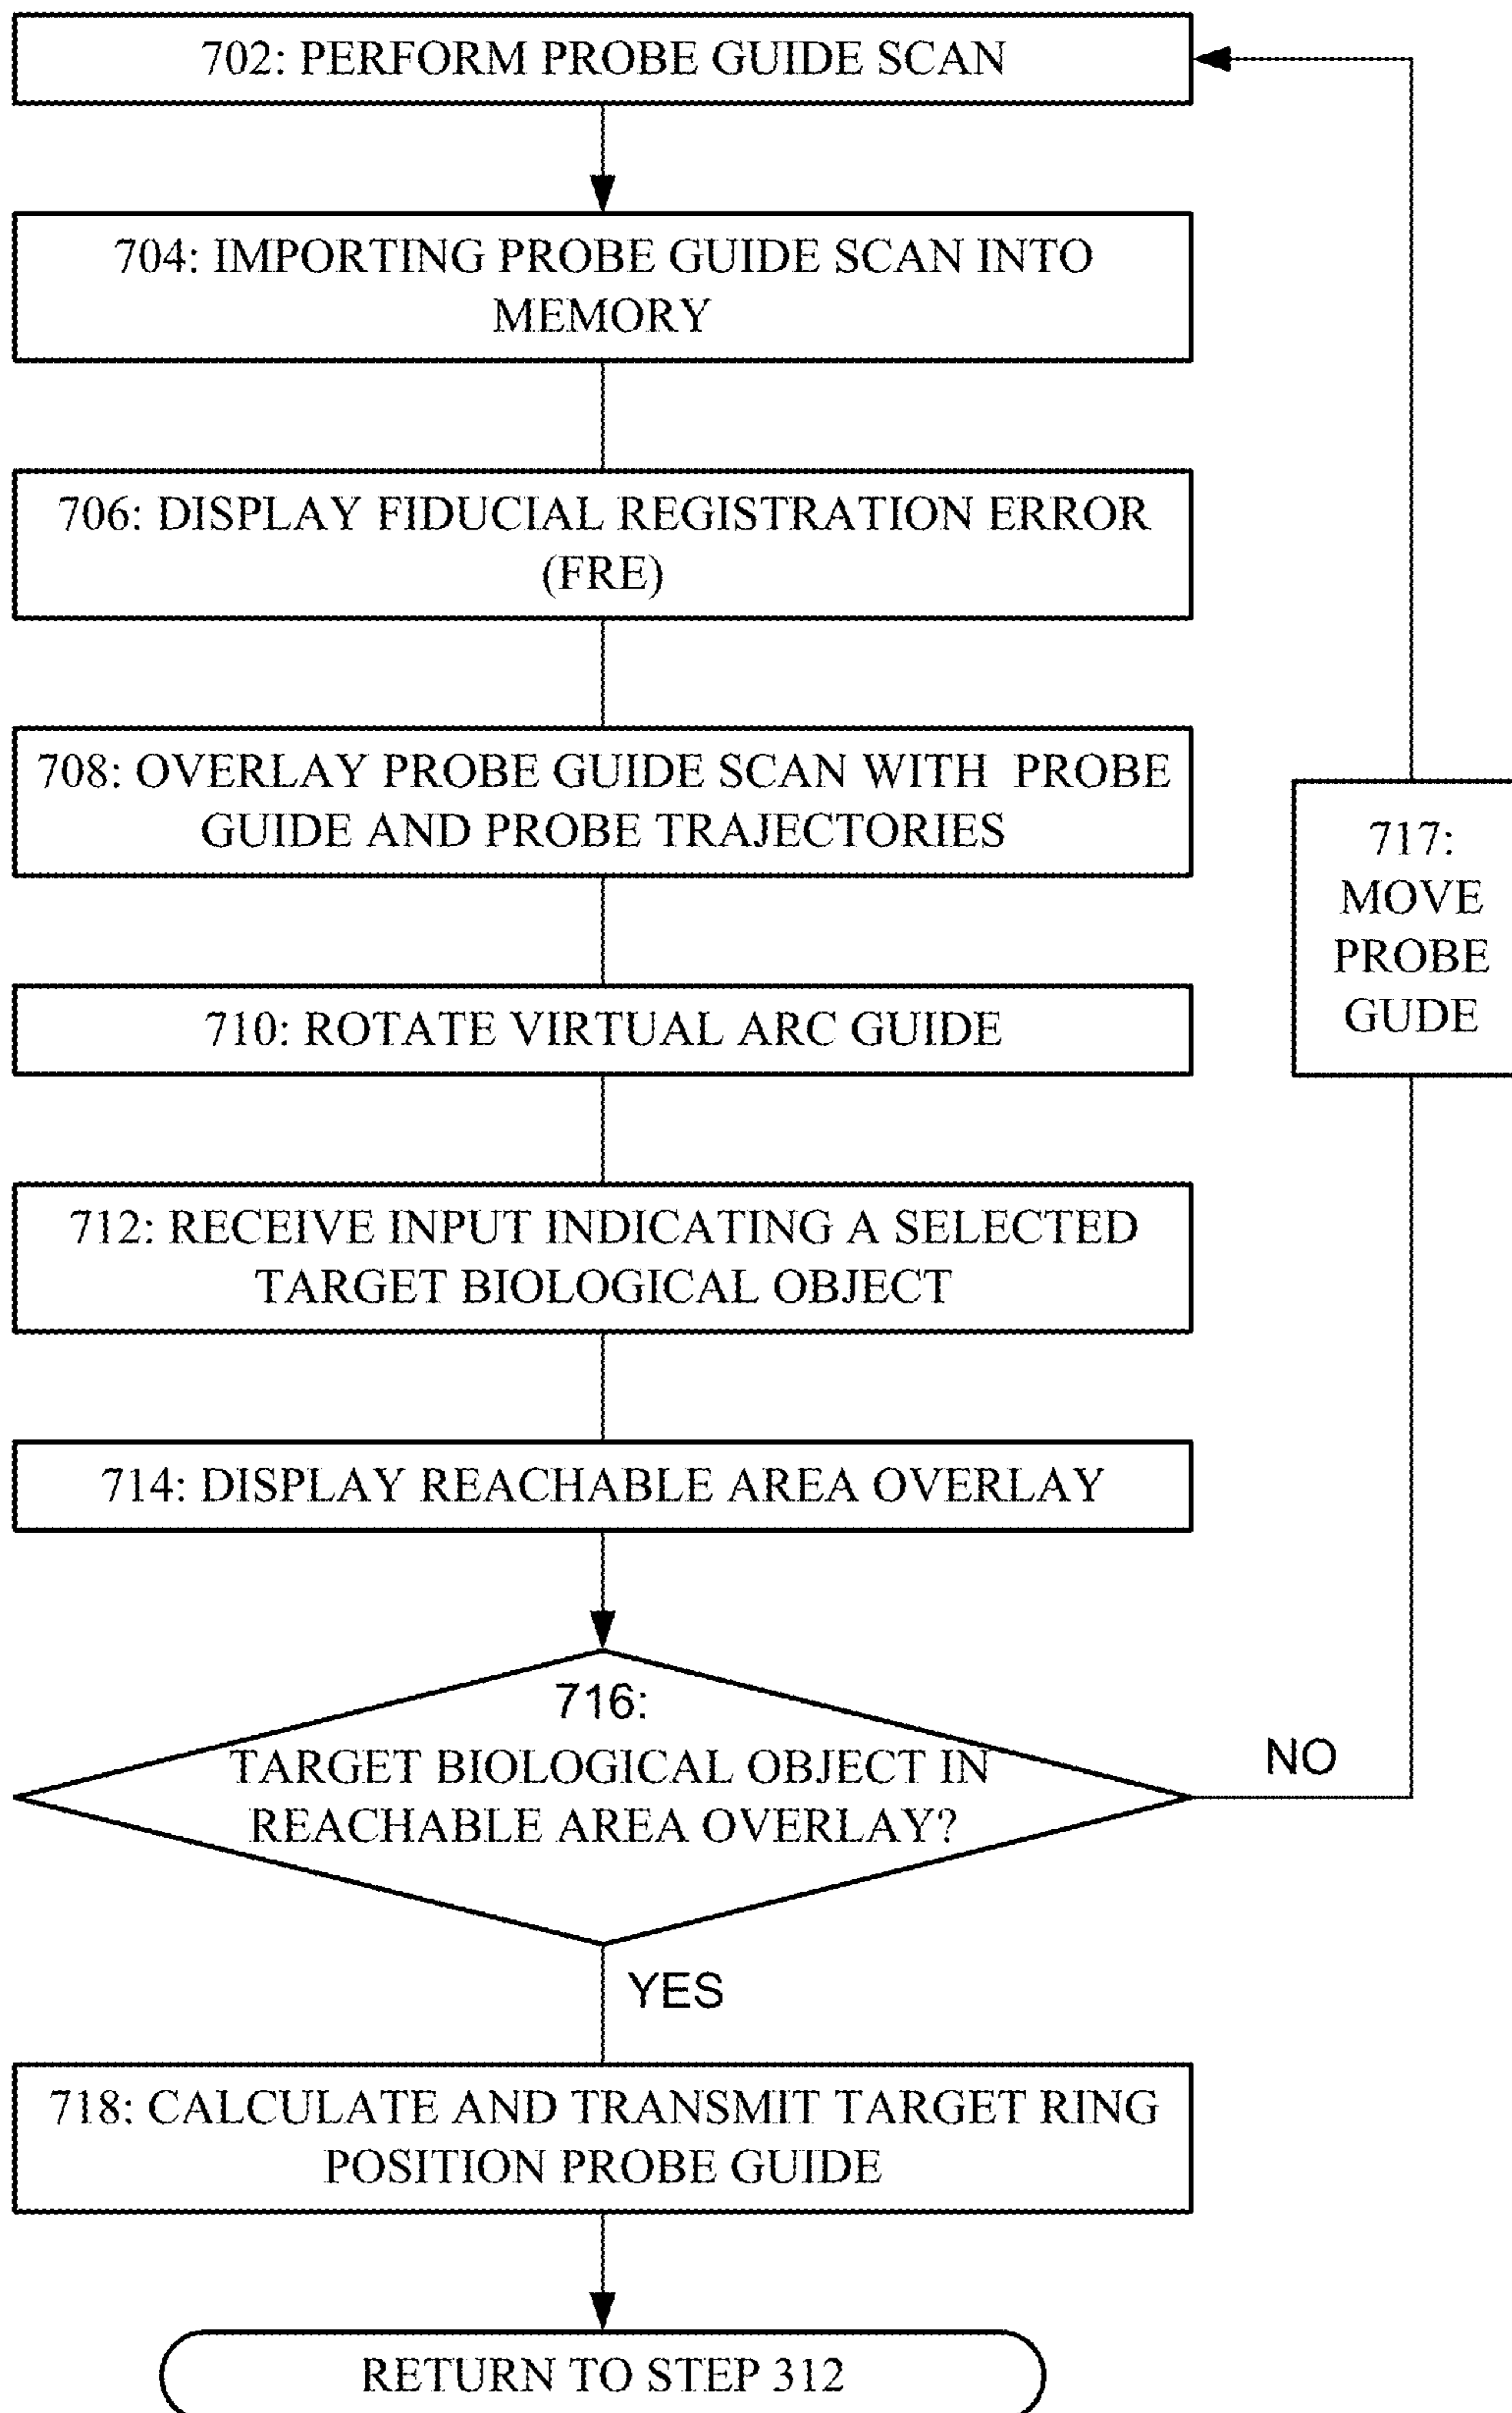 702: PERFORM PROBE GUIDE SCAN
704: IMPORTING PROBE GUIDE SCAN INTO
MEMORY
706: DISPLAY FIDUCIAL REGISTRATION ERROR
(FRE)
708: OVERLAY PROBE GUIDE SCAN WITH PROBE
GUIDE AND PROBE TRAJECTORIES
717:
MOVE
PROBE
GUDE
710: ROTATE VIRTUAL ARC GUIDE
712: RECEIVE INPUT INDICATING A SELECTED
TARGET BIOLOGICAL OBJECT
714: DISPLAY REACHABLE AREA OVERLAY
716:
TARGET BIOLOGICAL OBJECT IN
REACHABLE AREA OVERLAY?
NO
YES
718: CALCULATE AND TRANSMIT TARGET RING
POSITION PROBE GUIDE
RETURN TO STEP 312